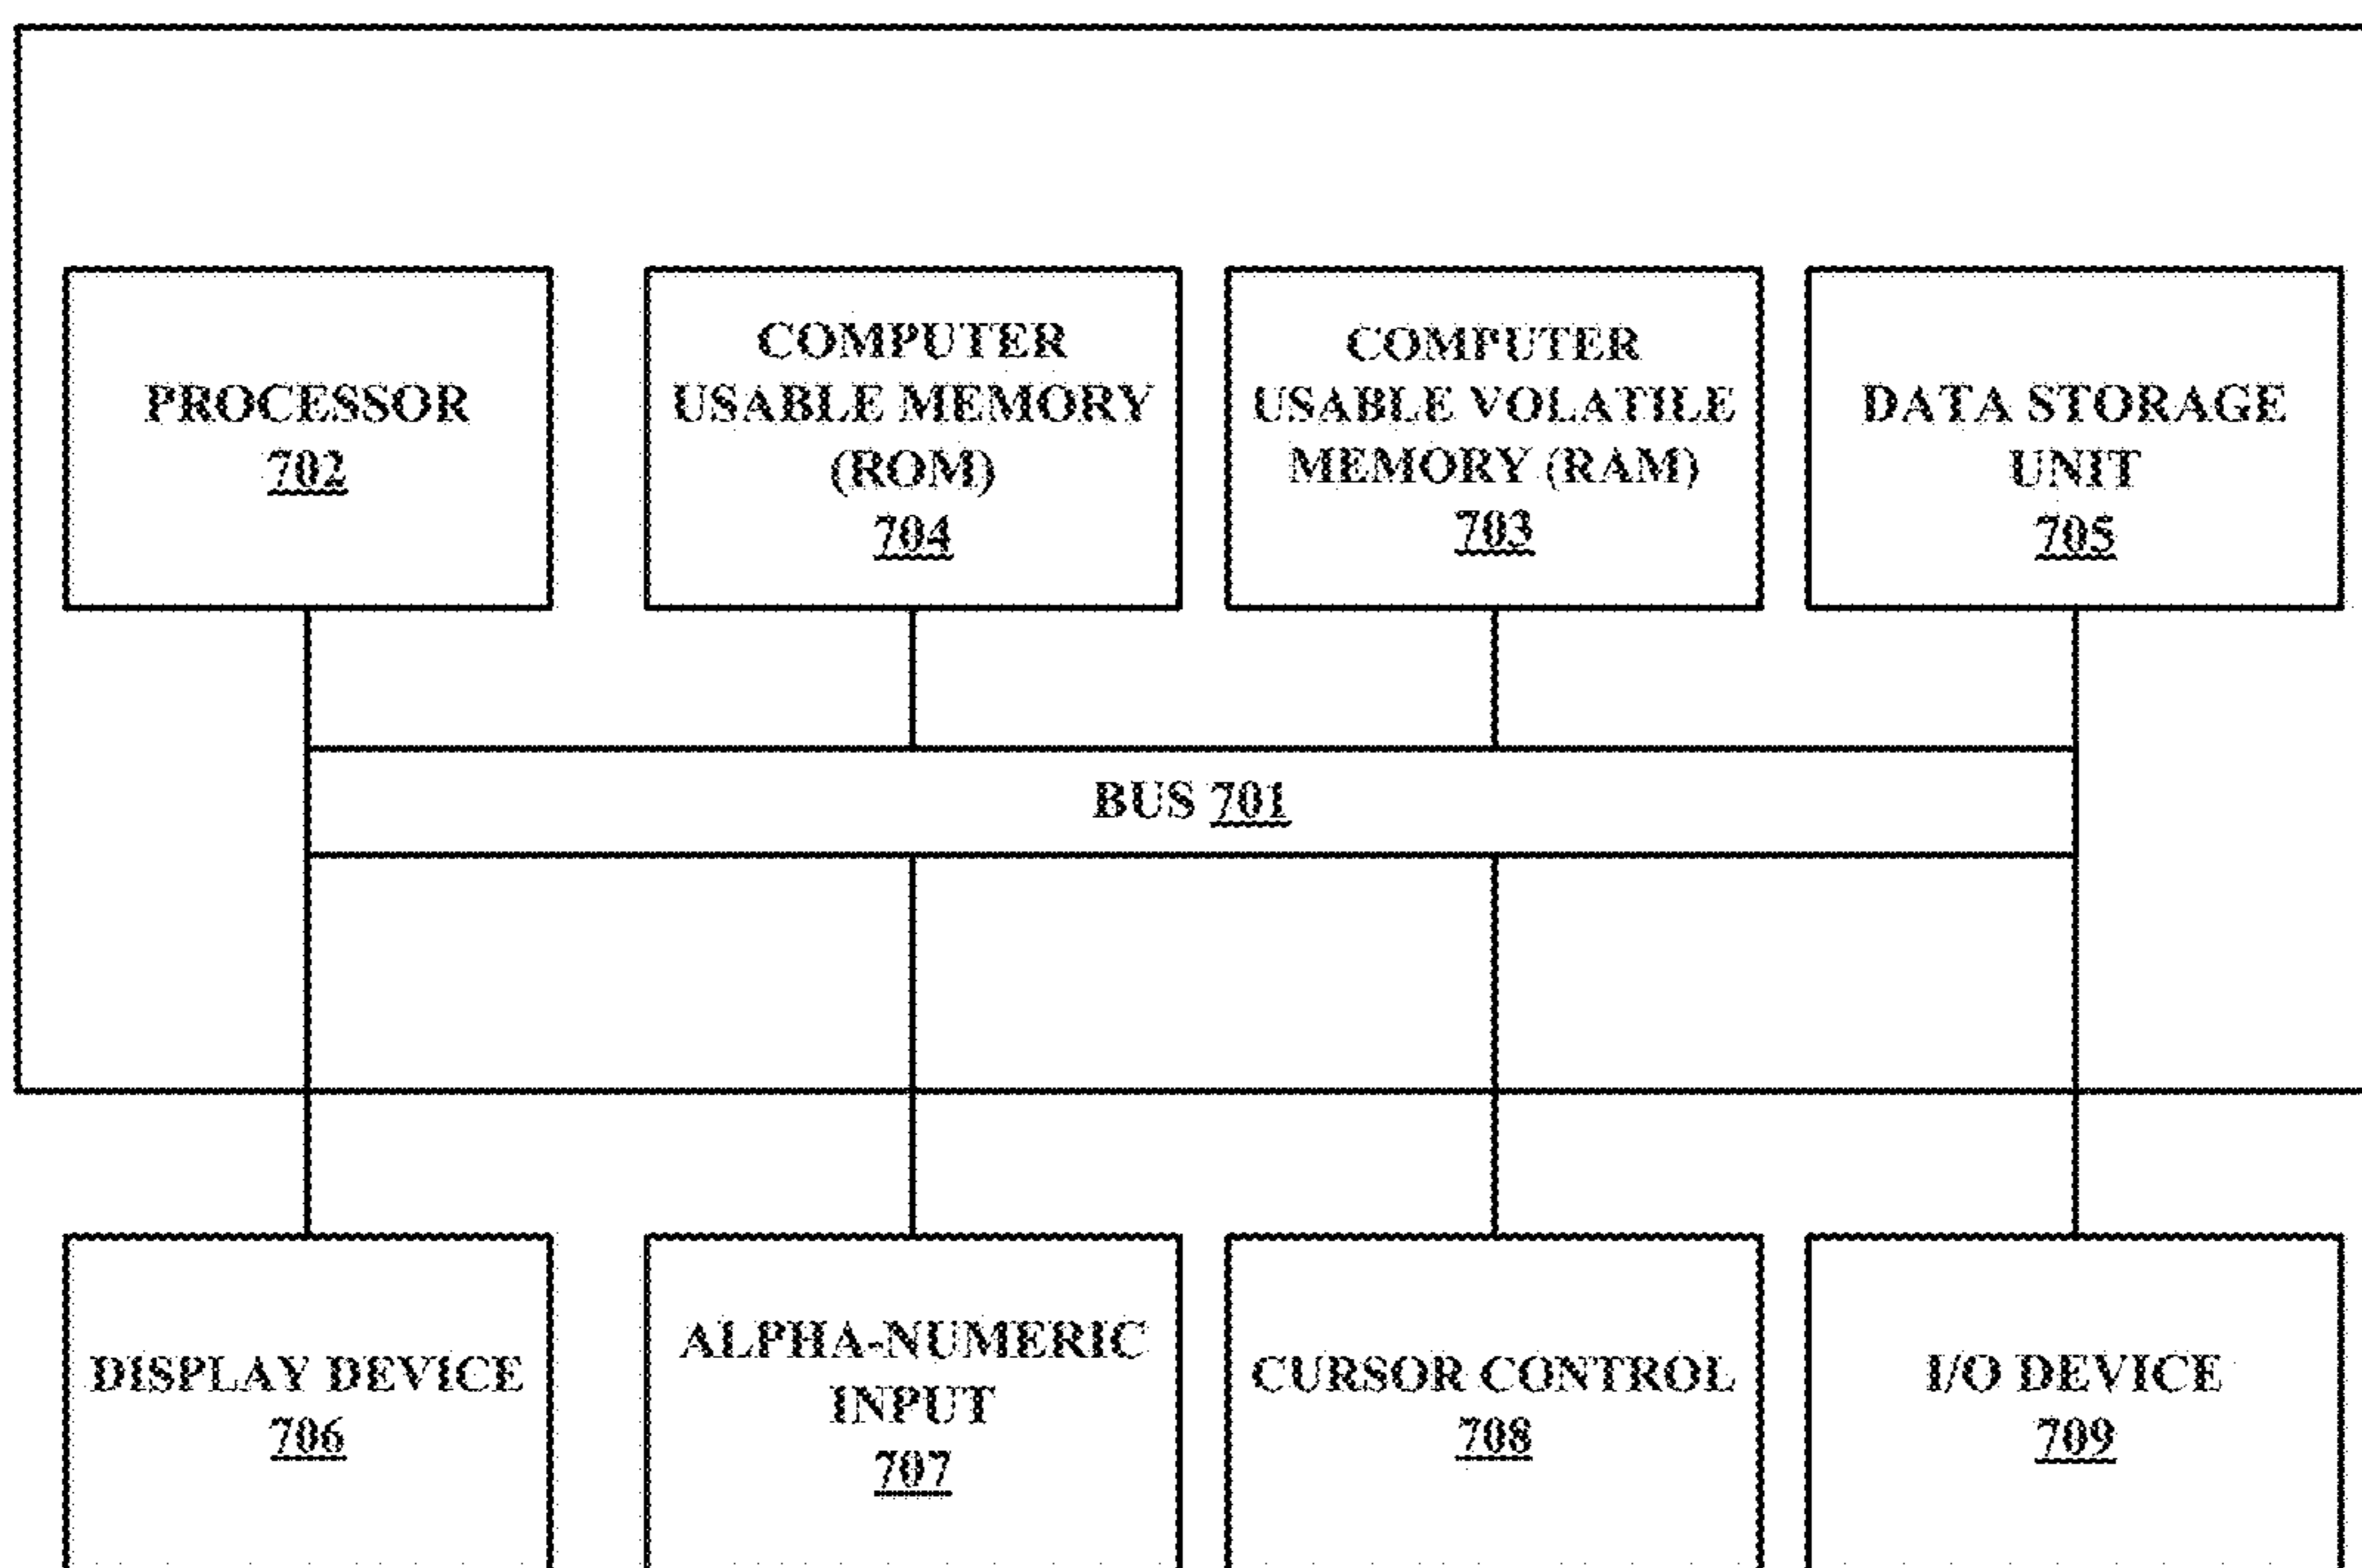 PROCESSOR
702
COMPUTER
USABLE MEMORY
(ROM)
704
COMPUTER
USABLE VOLATILE
MEMORY (RAM)
703
DATA STORAGE
UNIT
705
BUS 701
DISPLAY DEVICE
706
ALPHA-NUMERIC
INPUT
707
CURSOR CONTROL
708
I/O DEVICE
709